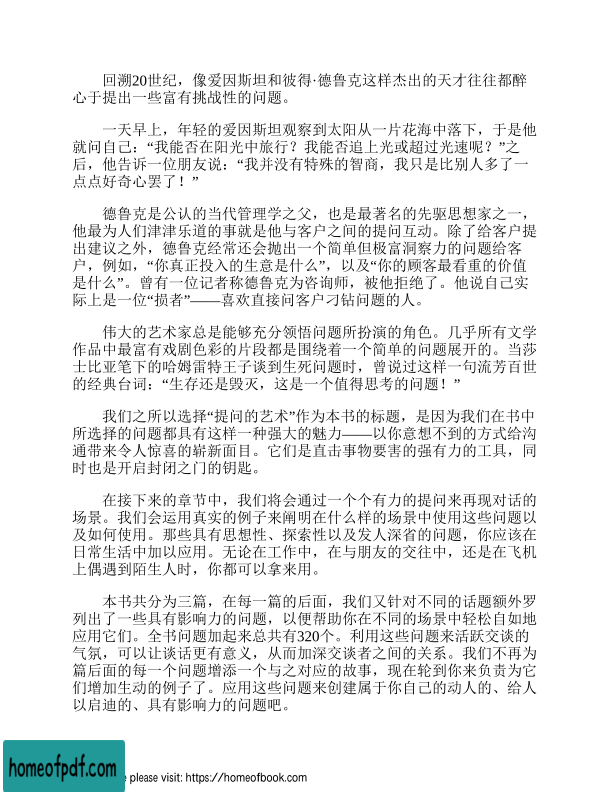 回溯20世纪，像爱因斯坦和彼得·德鲁克这样杰出的天才往往都醉
心于提出一些富有挑战性的问题。
一天早上，年轻的爱因斯坦观察到太阳从一片花海中落下，于是他
就问自己：“我能否在阳光中旅行？我能否追上光或超过光速呢？”之
后，他告诉一位朋友说：“我并没有特殊的智商，我只是比别人多了一
点点好奇心罢了！”
德鲁克是公认的当代管理学之父，也是最著名的先驱思想家之一，
他最为人们津津乐道的事就是他与客户之间的提问互动。除了给客户提
出建议之外，德鲁克经常还会抛出一个简单但极富洞察力的问题给客
户，例如，“你真正投入的生意是什么”，以及“你的顾客最看重的价值
是什么”。曾有一位记者称德鲁克为咨询师，被他拒绝了。他说自己实
际上是一位“损者”——喜欢直接问客户刁钻问题的人。
伟大的艺术家总是能够充分领悟问题所扮演的角色。几乎所有文学
作品中最富有戏剧色彩的片段都是围绕着一个简单的问题展开的。当莎
士比亚笔下的哈姆雷特王子谈到生死问题时，曾说过这样一句流芳百世
的经典台词：“生存还是毁灭，这是一个值得思考的问题！”
我们之所以选择“提问的艺术”作为本书的标题，是因为我们在书中
所选择的问题都具有这样一种强大的魅力——以你意想不到的方式给沟
通带来令人惊喜的崭新面目。它们是直击事物要害的强有力的工具，同
时也是开启封闭之门的钥匙。
在接下来的章节中，我们将会通过一个个有力的提问来再现对话的
场景。我们会运用真实的例子来阐明在什么样的场景中使用这些问题以
及如何使用。那些具有思想性、探索性以及发人深省的问题，你应该在
日常生活中加以应用。无论在工作中，在与朋友的交往中，还是在飞机
上偶遇到陌生人时，你都可以拿来用。
本书共分为三篇，在每一篇的后面，我们又针对不同的话题额外罗
列出了一些具有影响力的问题，以便帮助你在不同的场景中轻松自如地
应用它们。全书问题加起来总共有320个。利用这些问题来活跃交谈的
气氛，可以让谈话更有意义，从而加深交谈者之间的关系。我们不再为
篇后面的每一个问题增添一个与之对应的故事，现在轮到你来负责为它
们增加生动的例子了。应用这些问题来创建属于你自己的动人的、给人
以启迪的、具有影响力的问题吧。
homeofpdf.com
please visit: https://homeofbook.com